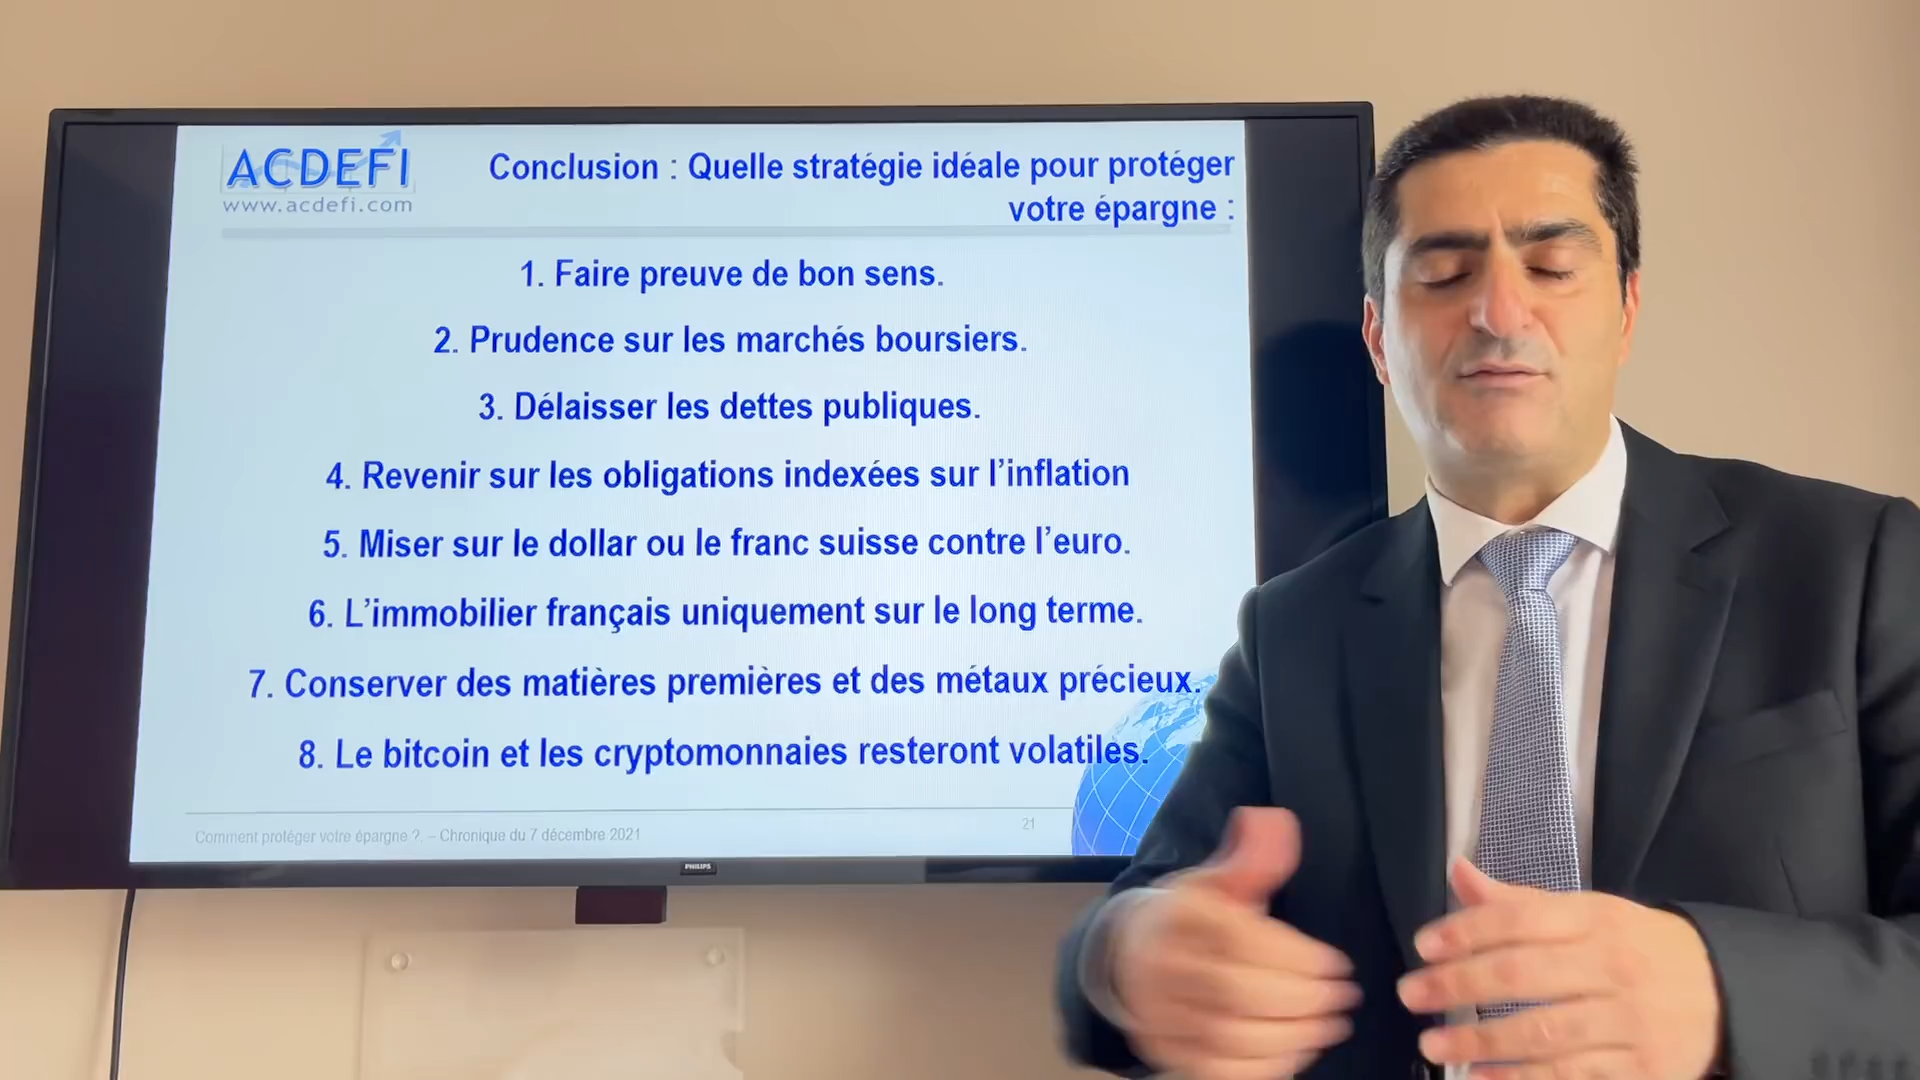 ACDEFI
www.acdefi.com
Conclusion : Quelle stratégie idéale pour protéger
votre épargne :
1. Faire preuve de bon sens.
2. Prudence sur les marchés boursiers.
3. Délaisser les dettes publiques.
4. Revenir sur les obligations indexées sur l’inflation
5. Miser sur le dollar ou le franc suisse contre l’euro.
6. L’immobilier français uniquement sur le long terme.
7. Conserver des matières premières et des métaux précieux.
8. Le bitcoin et les cryptomonnaies resteront volatiles.
Comment protéger votre épargne ?. – Chronique du 7 décembre 2021
21
PHILIPS